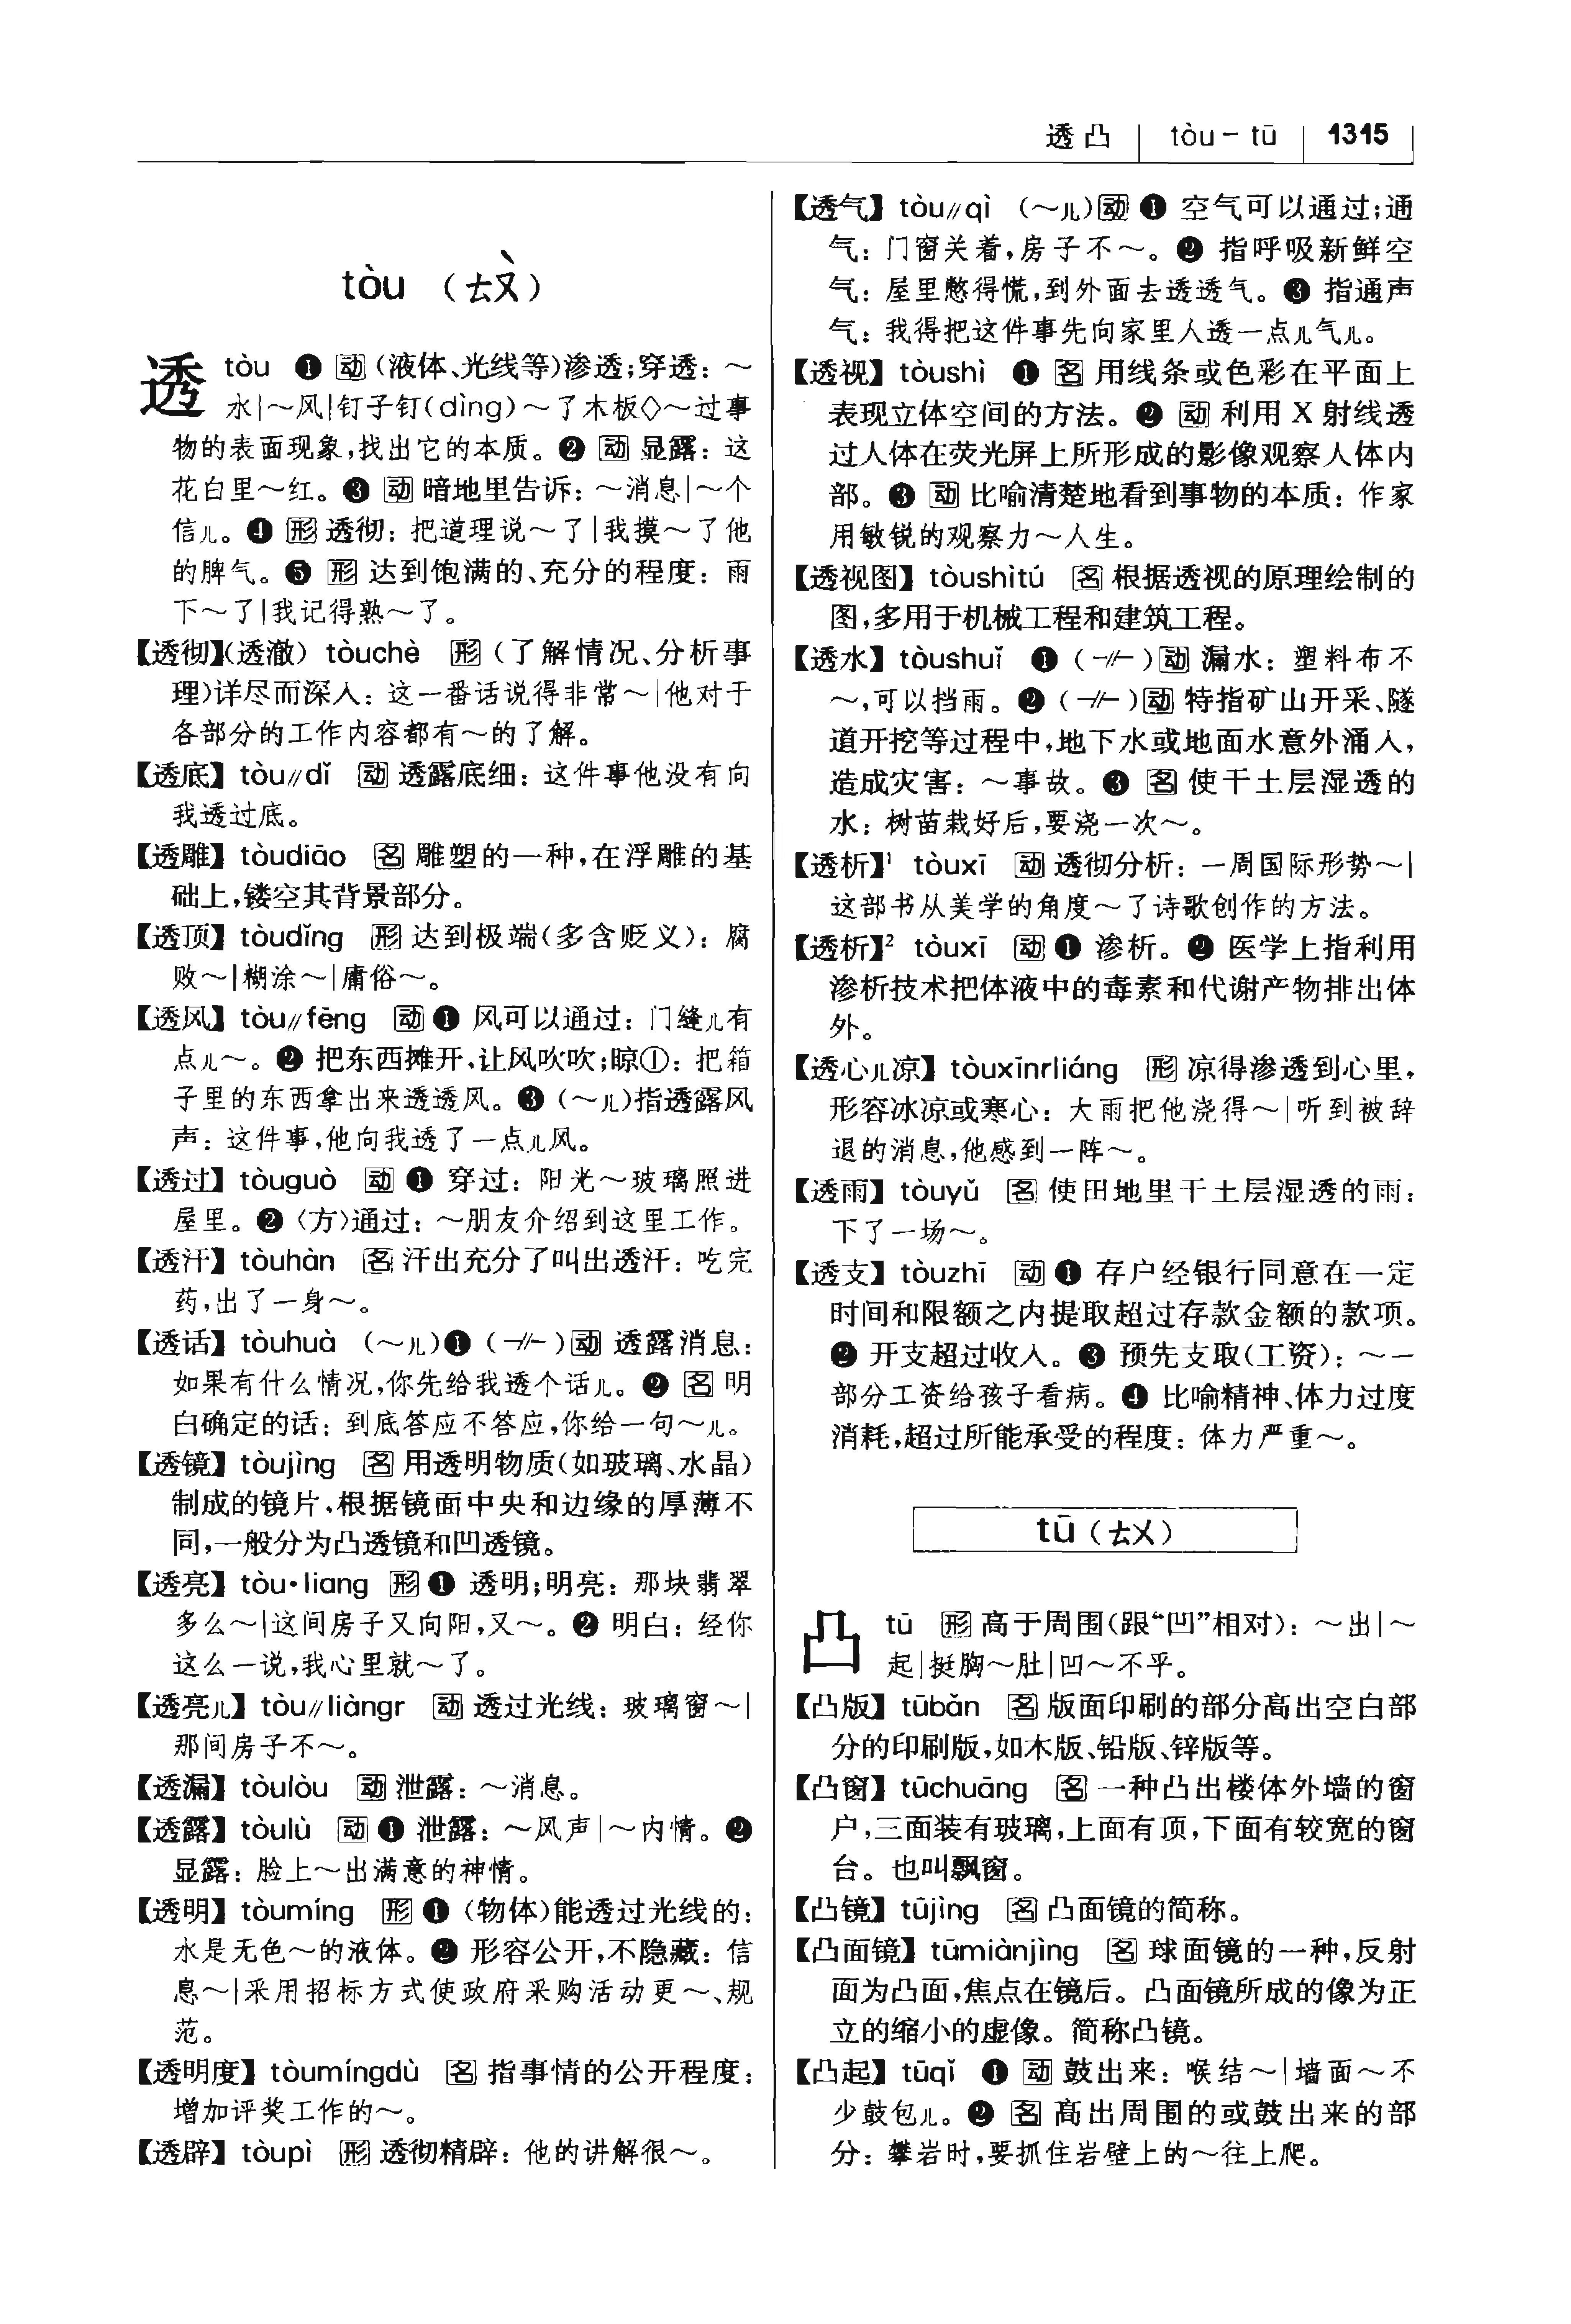 透凸 tòu－tū 1315
tòu （ㄊㄡˋ）
透 tòu ❶ 动 (液体、光线等)渗透；穿透：～
水|～风|钉子钉(dìng)～了木板◇～过事
物的表面现象，找出它的本质。❷ 动 显露：这
花白里～红。❸ 动 暗地里告诉：～消息|～个
信儿。❹ 形 透彻：把道理说～了|我摸～了他
的脾气。❺ 形 达到饱满的、充分的程度：雨
下～了|我记得熟～了。
【透彻】(透澈) tòuchè 形 (了解情况、分析事
理)详尽而深入：这一番话说得非常～|他对于
各部分的工作内容都有～的了解。
【透底】 tòu∥dǐ 动 透露底细：这件事他没有向
我透过底。
【透雕】 tòudiāo 名 雕塑的一种，在浮雕的基
础上，镂空其背景部分。
【透顶】 tòudǐng 形 达到极端(多含贬义)：腐
败～|糊涂～|庸俗～。
【透风】 tòu∥fēng 动 ❶ 风可以通过：门缝儿有
点儿～。❷ 把东西摊开，让风吹吹；晾①：把箱
子里的东西拿出来透透风。❸ (～儿)指透露风
声：这件事，他向我透了一点儿风。
【透过】 tòuguò 动 ❶ 穿过：阳光～玻璃照进
屋里。❷〈方〉通过：～朋友介绍到这里工作。
【透汗】 tòuhàn 名 汗出充分了叫出透汗：吃完
药，出了一身～。
【透话】 tòuhuà (～儿)❶ (－∥－)动 透露消息：
如果有什么情况，你先给我透个话儿。❷ 名 明
白确定的话：到底答应不答应，你给一句～儿。
【透镜】 tòujìng 名 用透明物质(如玻璃、水晶)
制成的镜片，根据镜面中央和边缘的厚薄不
同，一般分为凸透镜和凹透镜。
【透亮】 tòu·liang 形 ❶ 透明；明亮：那块翡翠
多么～|这间房子又向阳，又～。❷ 明白：经你
这么一说，我心里就～了。
【透亮儿】 tòu∥liàngr 动 透过光线：玻璃窗～|
那间房子不～。
【透漏】 tòulòu 动 泄露：～消息。
【透露】 tòulù 动 ❶ 泄露：～风声|～内情。❷
显露：脸上～出满意的神情。
【透明】 tòumíng 形 ❶ (物体)能透过光线的：
水是无色～的液体。❷ 形容公开，不隐藏：信
息～|采用招标方式使政府采购活动更～、规
范。
【透明度】 tòumíngdù 名 指事情的公开程度：
增加评奖工作的～。
【透辟】 tòupì 形 透彻精辟：他的讲解很～。
【透气】 tòu∥qì (～儿)动 ❶ 空气可以通过；通
气：门窗关着，房子不～。❷ 指呼吸新鲜空
气：屋里憋得慌，到外面去透透气。❸ 指通声
气：我得把这件事先向家里人透一点儿气儿。
【透视】 tòushì ❶ 名 用线条或色彩在平面上
表现立体空间的方法。❷ 动 利用X射线透
过人体在荧光屏上所形成的影像观察人体内
部。❸ 动 比喻清楚地看到事物的本质：作家
用敏锐的观察力～人生。
【透视图】 tòushìtú 名 根据透视的原理绘制的
图，多用于机械工程和建筑工程。
【透水】 tòushuǐ ❶ (－∥－)动 漏水：塑料布不
～，可以挡雨。❷ (－∥－)动 特指矿山开采、隧
道开挖等过程中，地下水或地面水意外涌入，
造成灾害：～事故。❸ 名 使干土层湿透的
水：树苗栽好后，要浇一次～。
【透析】¹ tòuxī 动 透彻分析：一周国际形势～|
这部书从美学的角度～了诗歌创作的方法。
【透析】² tòuxī 动 ❶ 渗析。❷ 医学上指利用
渗析技术把体液中的毒素和代谢产物排出体
外。
【透心儿凉】 tòuxīnrliáng 形 凉得渗透到心里，
形容冰凉或寒心：大雨把他浇得～|听到被辞
退的消息，他感到一阵～。
【透雨】 tòuyǔ 名 使田地里干土层湿透的雨：
下了一场～。
【透支】 tòuzhī 动 ❶ 存户经银行同意在一定
时间和限额之内提取超过存款金额的款项。
❷ 开支超过收入。❸ 预先支取(工资)：～一
部分工资给孩子看病。❹ 比喻精神、体力过度
消耗，超过所能承受的程度：体力严重～。
tū（ㄊㄨ）
凸 tū 形 高于周围(跟“凹”相对)：～出|～
起|挺胸～肚|凹～不平。
【凸版】 tūbǎn 名 版面印刷的部分高出空白部
分的印刷版，如木版、铅版、锌版等。
【凸窗】 tūchuāng 名 一种凸出楼体外墙的窗
户，三面装有玻璃，上面有顶，下面有较宽的窗
台。也叫飘窗。
【凸镜】 tūjìng 名 凸面镜的简称。
【凸面镜】 tūmiànjìng 名 球面镜的一种，反射
面为凸面，焦点在镜后。凸面镜所成的像为正
立的缩小的虚像。简称凸镜。
【凸起】 tūqǐ ❶ 动 鼓出来：喉结～|墙面～不
少鼓包儿。❷ 名 高出周围的或鼓出来的部
分：攀岩时，要抓住岩壁上的～往上爬。